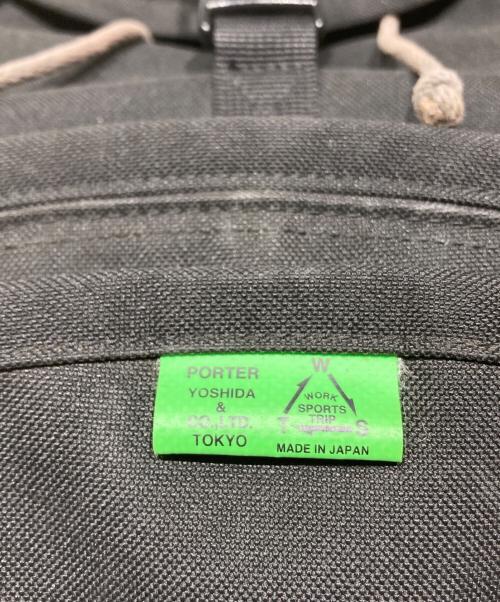 PORTER
YOSHIDA
&
CO.,LTD.
TOKYO
W
WORK
SPORTS
TRIP
T S
MADE IN JAPAN